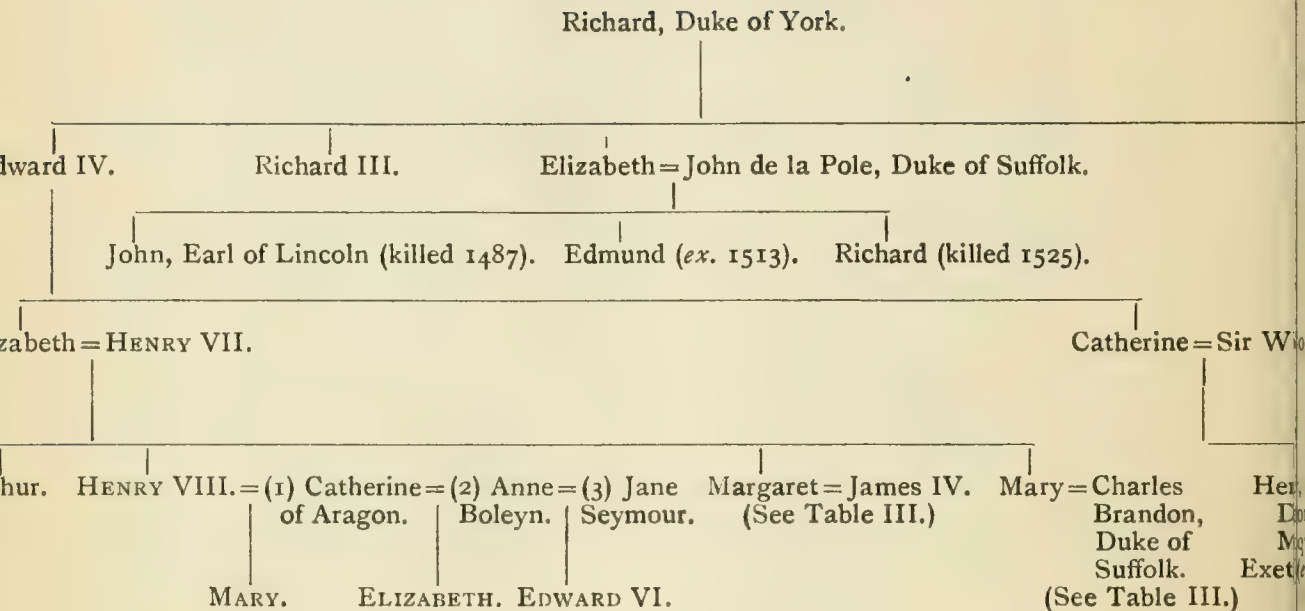 Richard, Duke of York.
dward IV. Richard III. Elizabeth = John de la Pole, Duke of Suffolk.
John, Earl of Lincoln (killed 1487). Edmund (ex. 1513). Richard (killed 1525).
zabeth = HENRY VII. Catherine = Sir W
hur. HENRY VIII. = (1) Catherine = (2) Anne = (3) Jane Margaret = James IV. Mary = Charles
of Aragon. Boleyn. Seymour. (See Table III.) Brandon,
Duke of
Suffolk. Exet
MARY. ELIZABETH. EDWARD VI. (See Table III.)